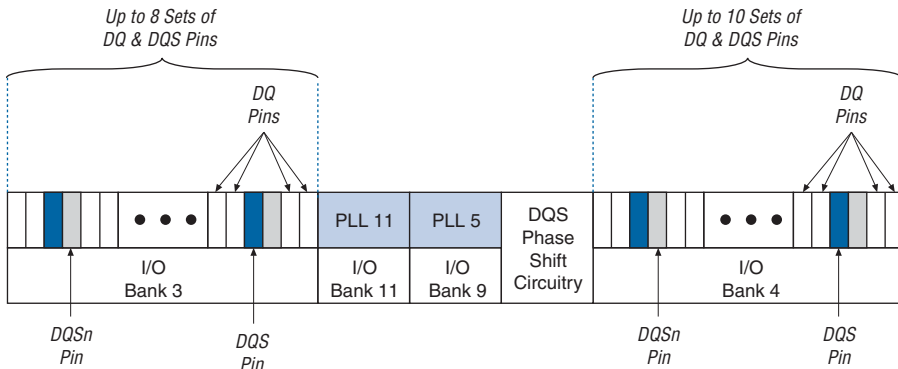 Up to 8 Sets of
DQ & DQS Pins
Up to 10 Sets of
DQ & DQS Pins
DQ
Pins
DQ
Pins
PLL 11
PLL 5
DQS
Phase
Shift
Circuitry
I/O
Bank 3
I/O
Bank 11
I/O
Bank 9
I/O
Bank 4
DQSn
Pin
DQS
Pin
DQSn
Pin
DQS
Pin